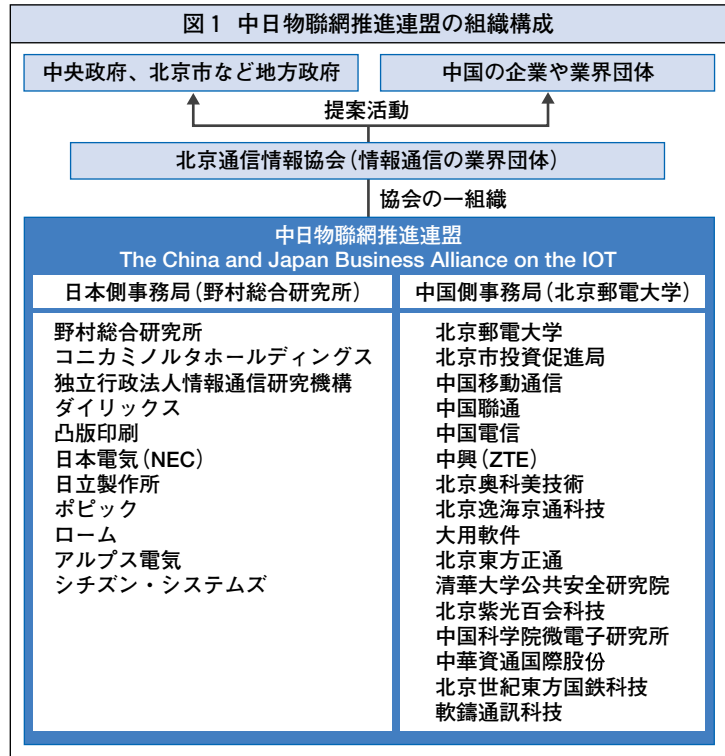 図1 中日物聯網推進連盟の組織構成
中央政府、北京市など地方政府
中国の企業や業界団体
提案活動
北京通信情報協会(情報通信の業界団体)
協会の一組織
中日物聯網推進連盟
The China and Japan Business Alliance on the IOT
日本側事務局(野村総合研究所)
野村総合研究所
コニカミノルタホールディングス
独立行政法人情報通信研究機構
ダイリックス
凸版印刷
日本電気(NEC)
日立製作所
ポピック
ローム
アルプス電気
シチズン・システムズ
中国側事務局(北京郵電大学)
北京郵電大学
北京市投資促進局
中国移動通信
中国聯通
中国電信
中興(ZTE)
北京奥科美技術
北京逸海京通科技
大用軟件
北京東方正通
清華大学公共安全研究院
北京紫光百会科技
中国科学院微電子研究所
中華資通国際股份
北京世紀東方国鉄科技
軟鑄通訊科技